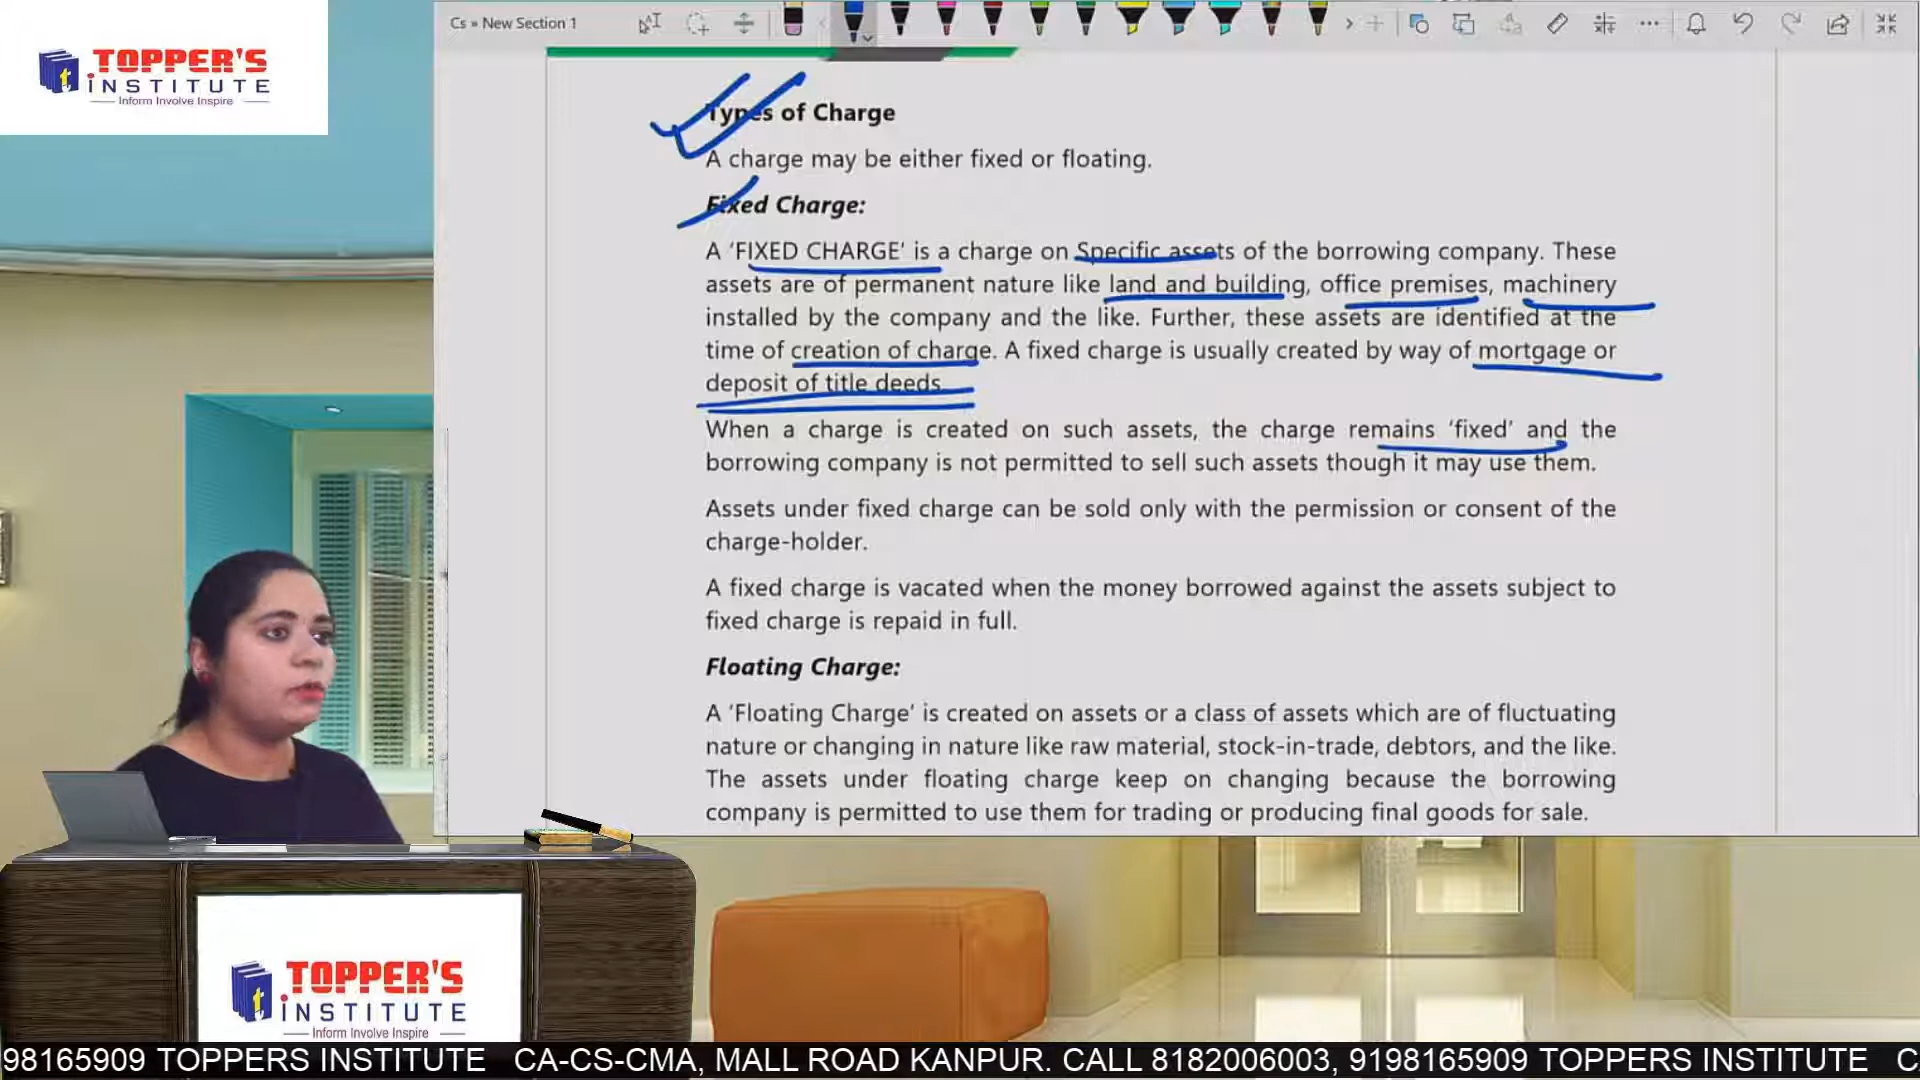 Cs » New Section 1
TOPPER'S
iNSTITUTE
Inform Involve Inspire
Types of Charge
A charge may be either fixed or floating.
Fixed Charge:
A ‘FIXED CHARGE’ is a charge on Specific assets of the borrowing company. These
assets are of permanent nature like land and building, office premises, machinery
installed by the company and the like. Further, these assets are identified at the
time of creation of charge. A fixed charge is usually created by way of mortgage or
deposit of title deeds.
When a charge is created on such assets, the charge remains ‘fixed’ and the
borrowing company is not permitted to sell such assets though it may use them.
Assets under fixed charge can be sold only with the permission or consent of the
charge-holder.
A fixed charge is vacated when the money borrowed against the assets subject to
fixed charge is repaid in full.
Floating Charge:
A ‘Floating Charge’ is created on assets or a class of assets which are of fluctuating
nature or changing in nature like raw material, stock-in-trade, debtors, and the like.
The assets under floating charge keep on changing because the borrowing
company is permitted to use them for trading or producing final goods for sale.
t
TOPPER'S
iNSTITUTE
Inform Involve Inspire
98165909 TOPPERS INSTITUTE CA-CS-CMA, MALL ROAD KANPUR. CALL 8182006003, 9198165909 TOPPERS INSTITUTE C